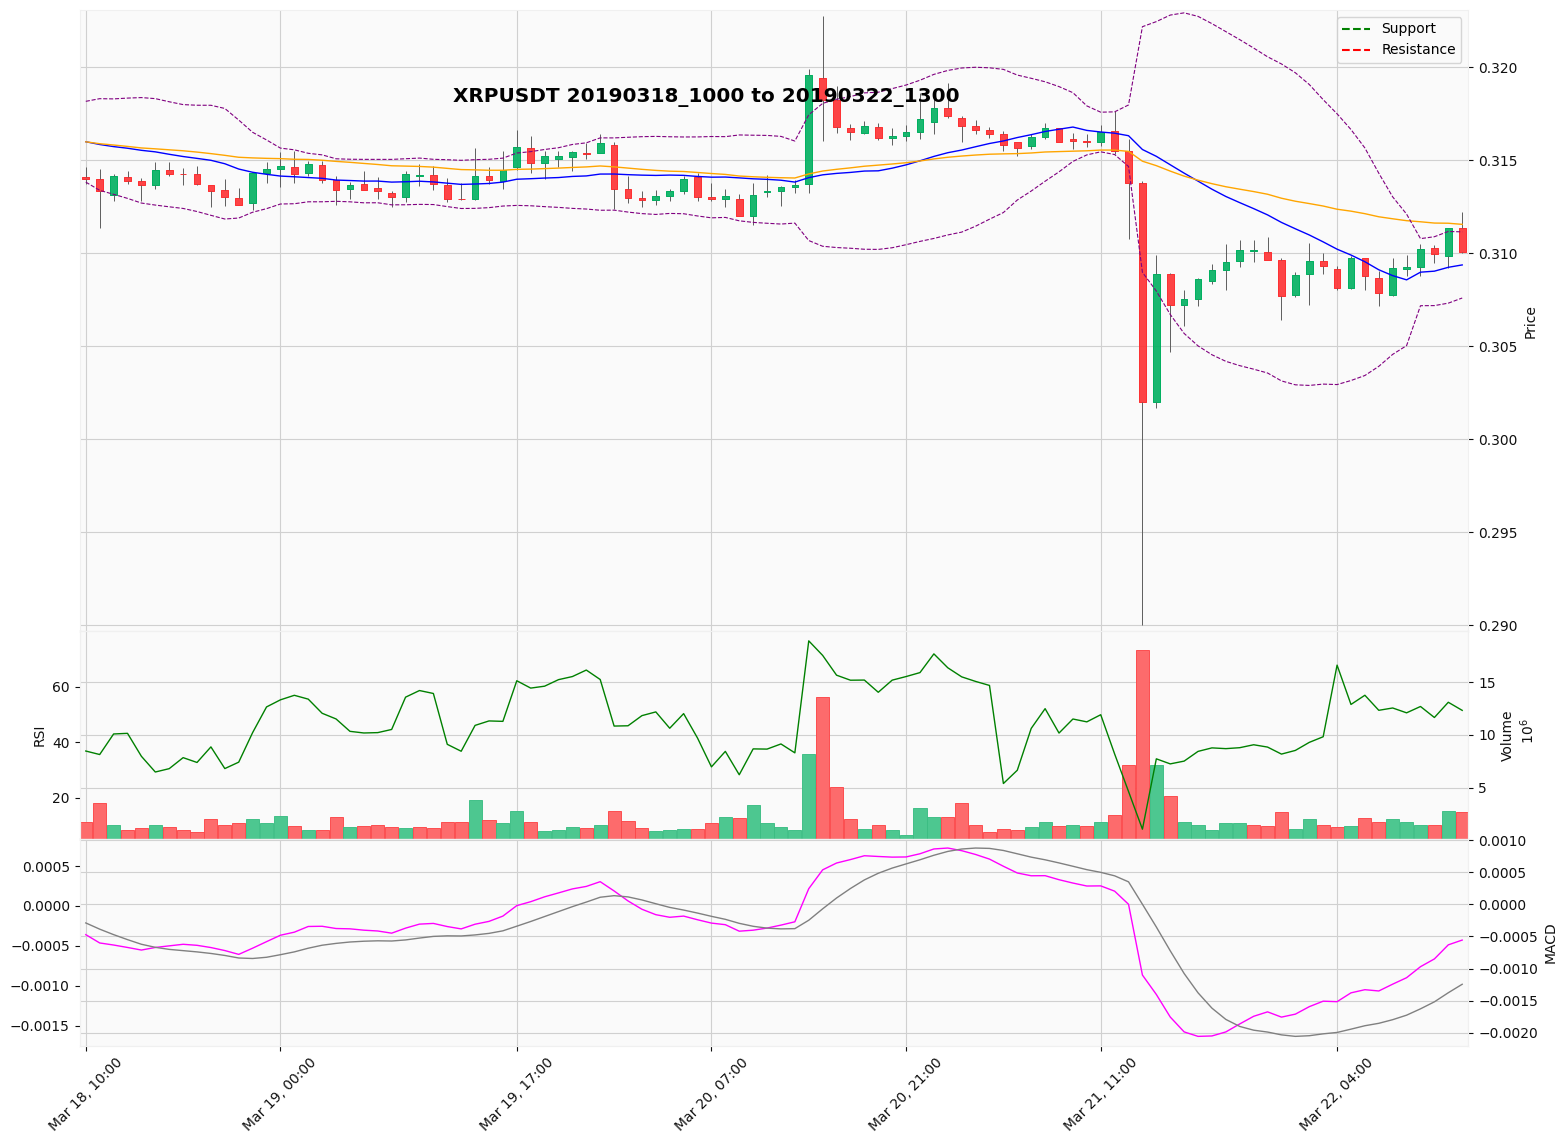 XRPUSDT 20190318_1000 to 20190322_1300
Support
Resistance
0.320
0.315
0.310
0.305
0.300
0.295
0.290
Price
60
40
20
RSI
15
10
5
Volume
10^6
0.0005
0.0000
−0.0005
−0.0010
−0.0015
0.0010
0.0005
0.0000
−0.0005
−0.0010
−0.0015
−0.0020
MACD
Mar 18, 10:00
Mar 19, 00:00
Mar 19, 17:00
Mar 20, 07:00
Mar 20, 21:00
Mar 21, 11:00
Mar 22, 04:00